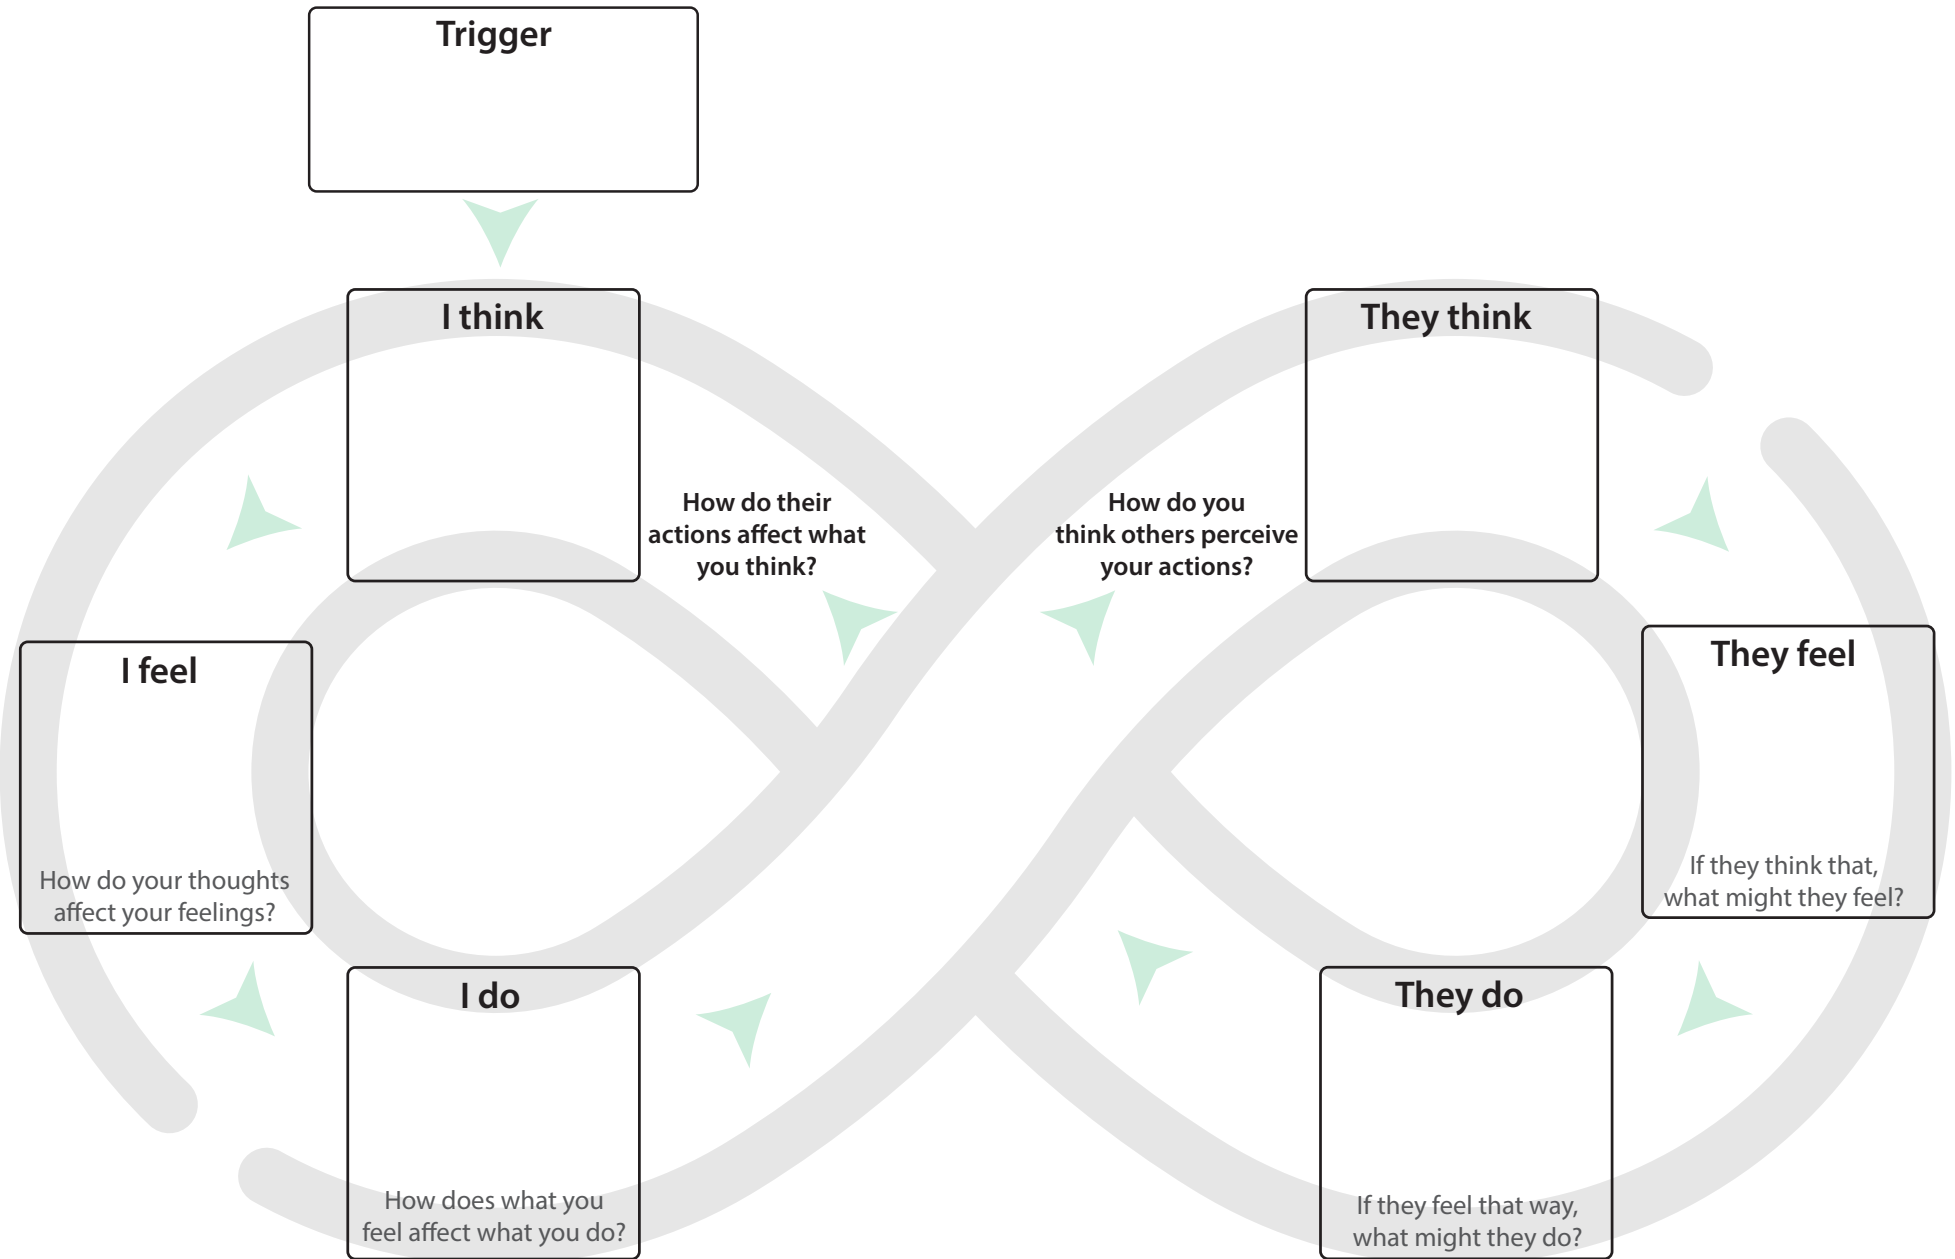 Trigger
I think
How do their
actions affect what
you think?
I feel
How do your thoughts
affect your feelings?
I do
How does what you
feel affect what you do?
How do you
think others perceive
your actions?
They think
They feel
If they think that,
what might they feel?
They do
If they feel that way,
what might they do?